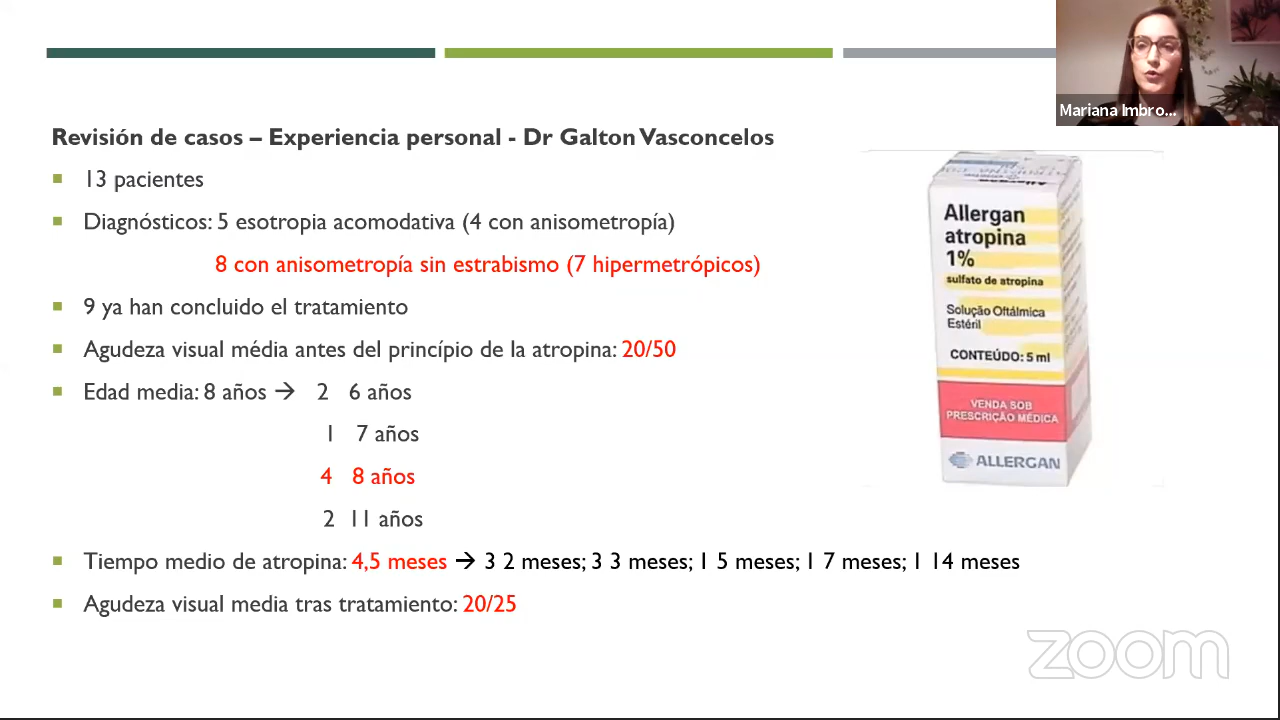 Mariana Imbro...
Revisión de casos – Experiencia personal - Dr Galton Vasconcelos
13 pacientes
Diagnósticos: 5 esotropia acomodativa (4 con anisometropía)
8 con anisometropía sin estrabismo (7 hipermetrópicos)
9 ya han concluido el tratamiento
Agudeza visual média antes del princípio de la atropina: 20/50
Edad media: 8 años → 2 6 años
1 7 años
4 8 años
2 11 años
Tiempo medio de atropina: 4,5 meses → 3 2 meses; 3 3 meses; 1 5 meses; 1 7 meses; 1 14 meses
Agudeza visual media tras tratamiento: 20/25
Allergan
atropina
1%
sulfato de atropina
Solução Oftálmica
Estéril
CONTEÚDO: 5 ml
VENDA SOB
PRESCRIÇÃO MÉDICA
ALLERGAN
zoom